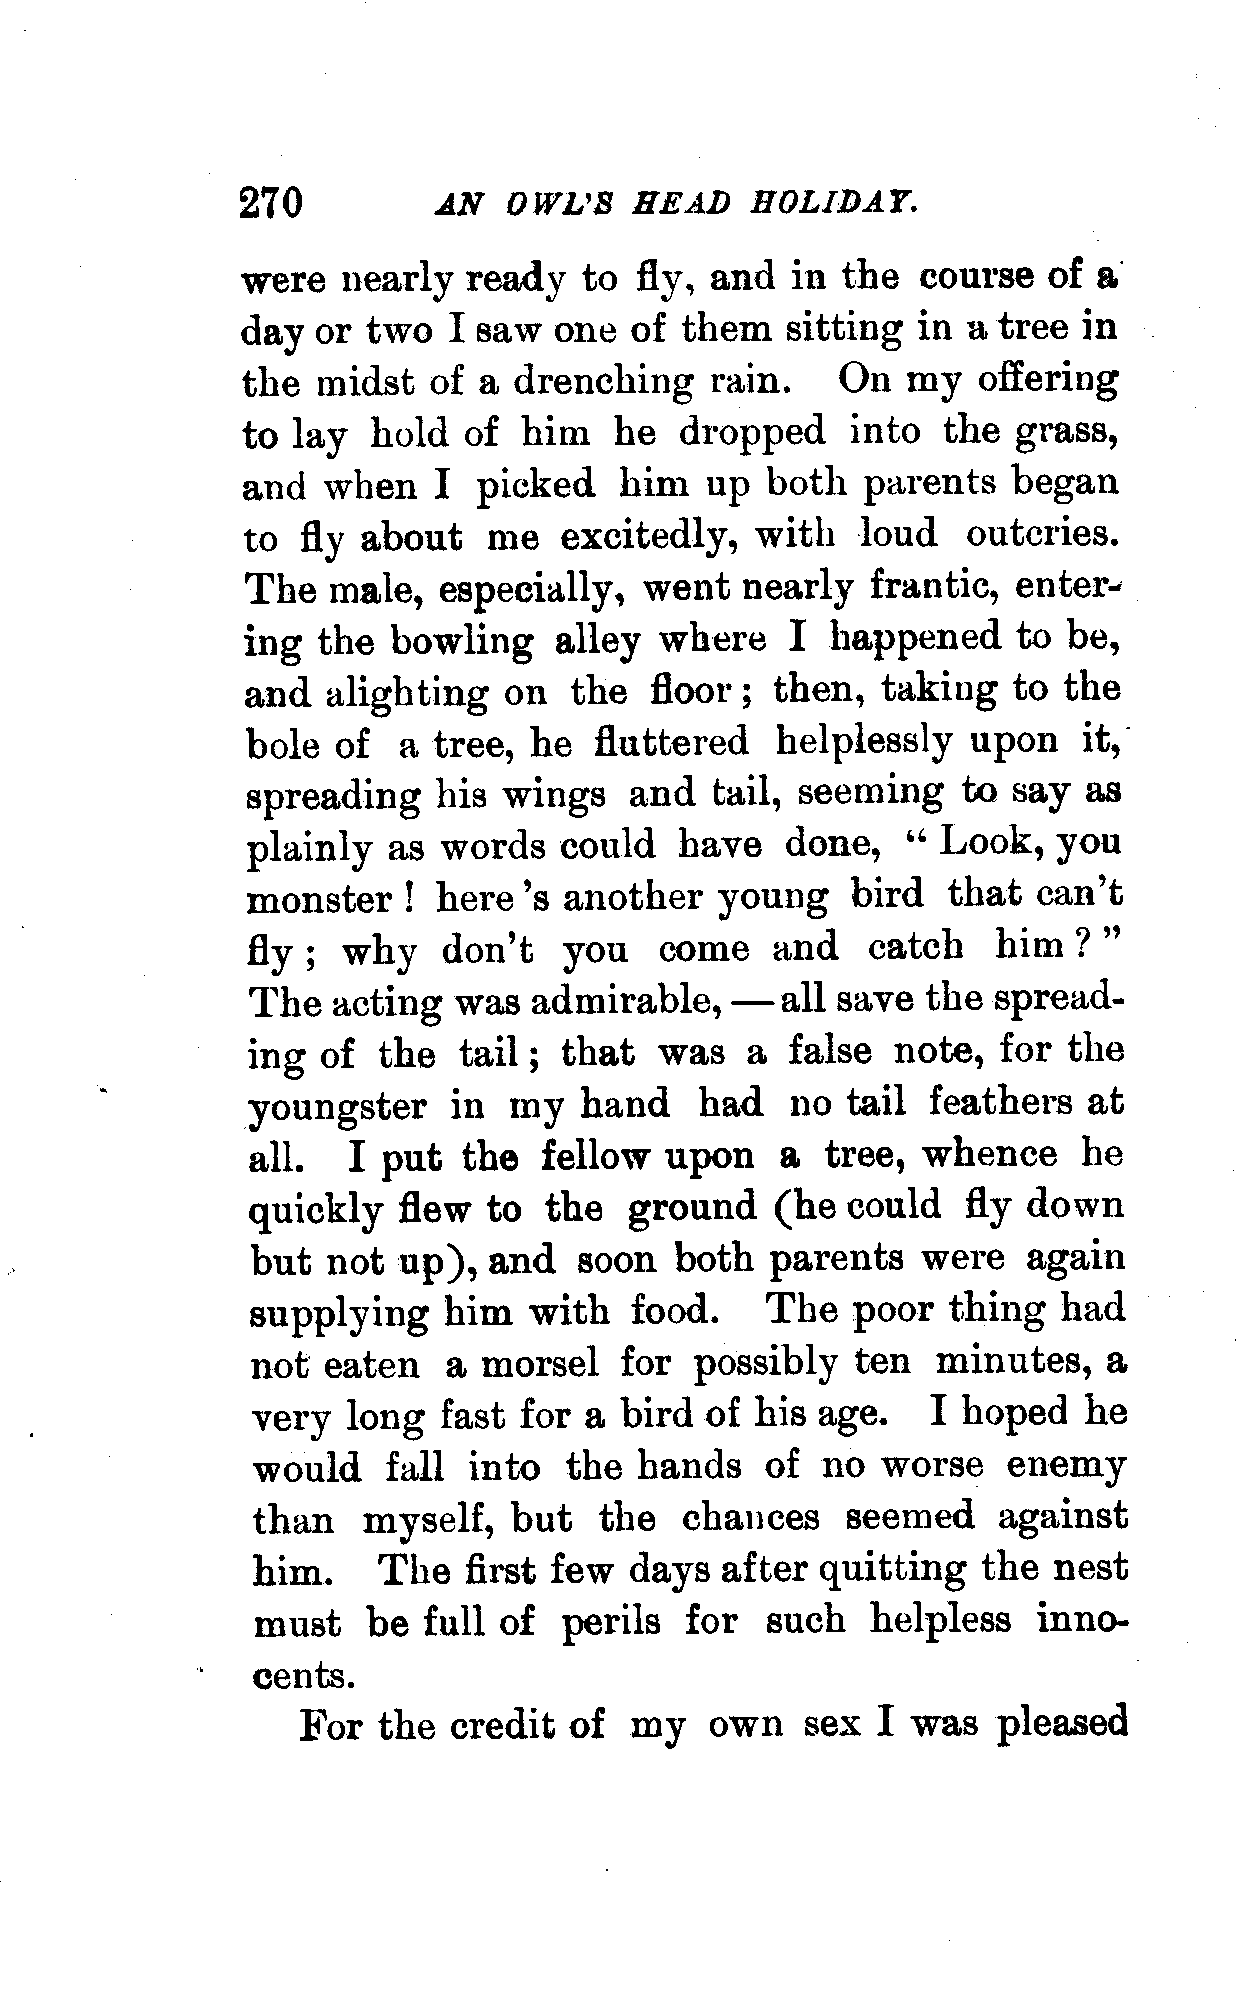 270 AN OWL'S HEAD HOLIDAY.
were nearly ready to fly, and in the course of a
day or two I saw one of them sitting in a tree in
the midst of a drenching rain. On my offering
to lay hold of him he dropped into the grass,
and when I picked him up both parents began
to fly about me excitedly, with loud outcries.
The male, especially, went nearly frantic, enter-
ing the bowling alley where I happened to be,
and alighting on the floor; then, taking to the
bole of a tree, he fluttered helplessly upon it,
spreading his wings and tail, seeming to say as
plainly as words could have done, “Look, you
monster! here 's another young bird that can't
fly; why don't you come and catch him?”
The acting was admirable, — all save the spread-
ing of the tail; that was a false note, for the
youngster in my hand had no tail feathers at
all. I put the fellow upon a tree, whence he
quickly flew to the ground (he could fly down
but not up), and soon both parents were again
supplying him with food. The poor thing had
not eaten a morsel for possibly ten minutes, a
very long fast for a bird of his age. I hoped he
would fall into the hands of no worse enemy
than myself, but the chances seemed against
him. The first few days after quitting the nest
must be full of perils for such helpless inno-
cents.
For the credit of my own sex I was pleased